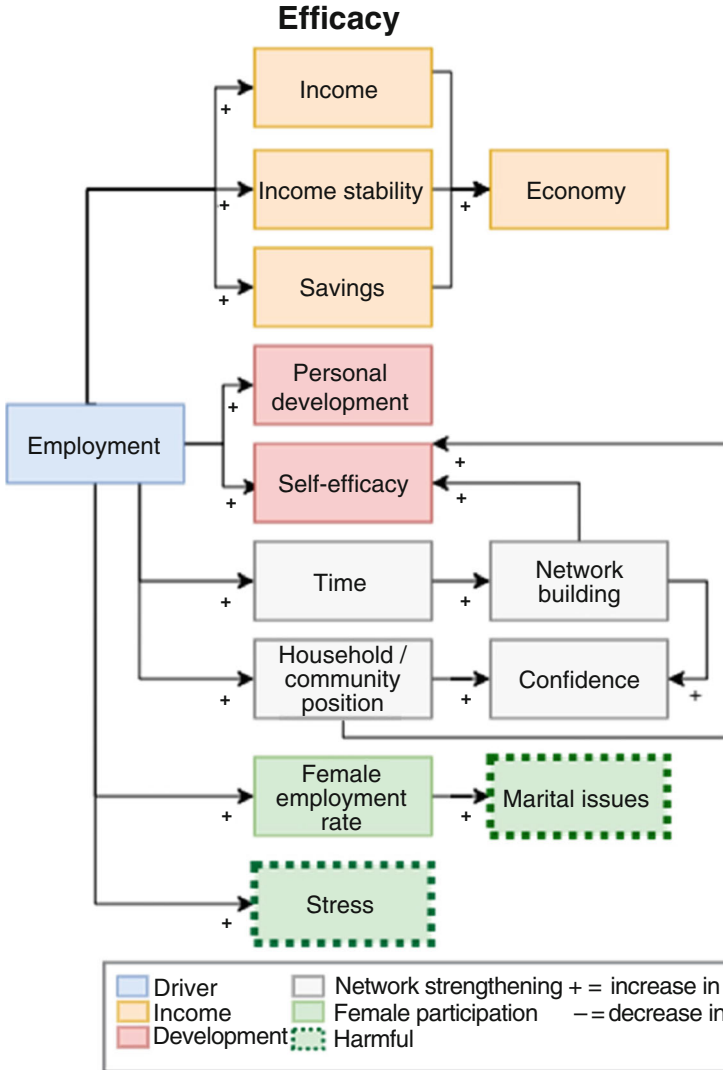 Efficacy
Income
+
Income stability
+
Economy
+
Savings
+
Personal
development
+
Employment
Self-efficacy
+
+
+
Time
+
Network
building
+
Household /
community
position
+
Confidence
+
+
Female
employment
rate
+
Marital issues
+
Stress
+
Driver
Income
Development
Network strengthening
Female participation
Harmful
+ = increase in
– = decrease in